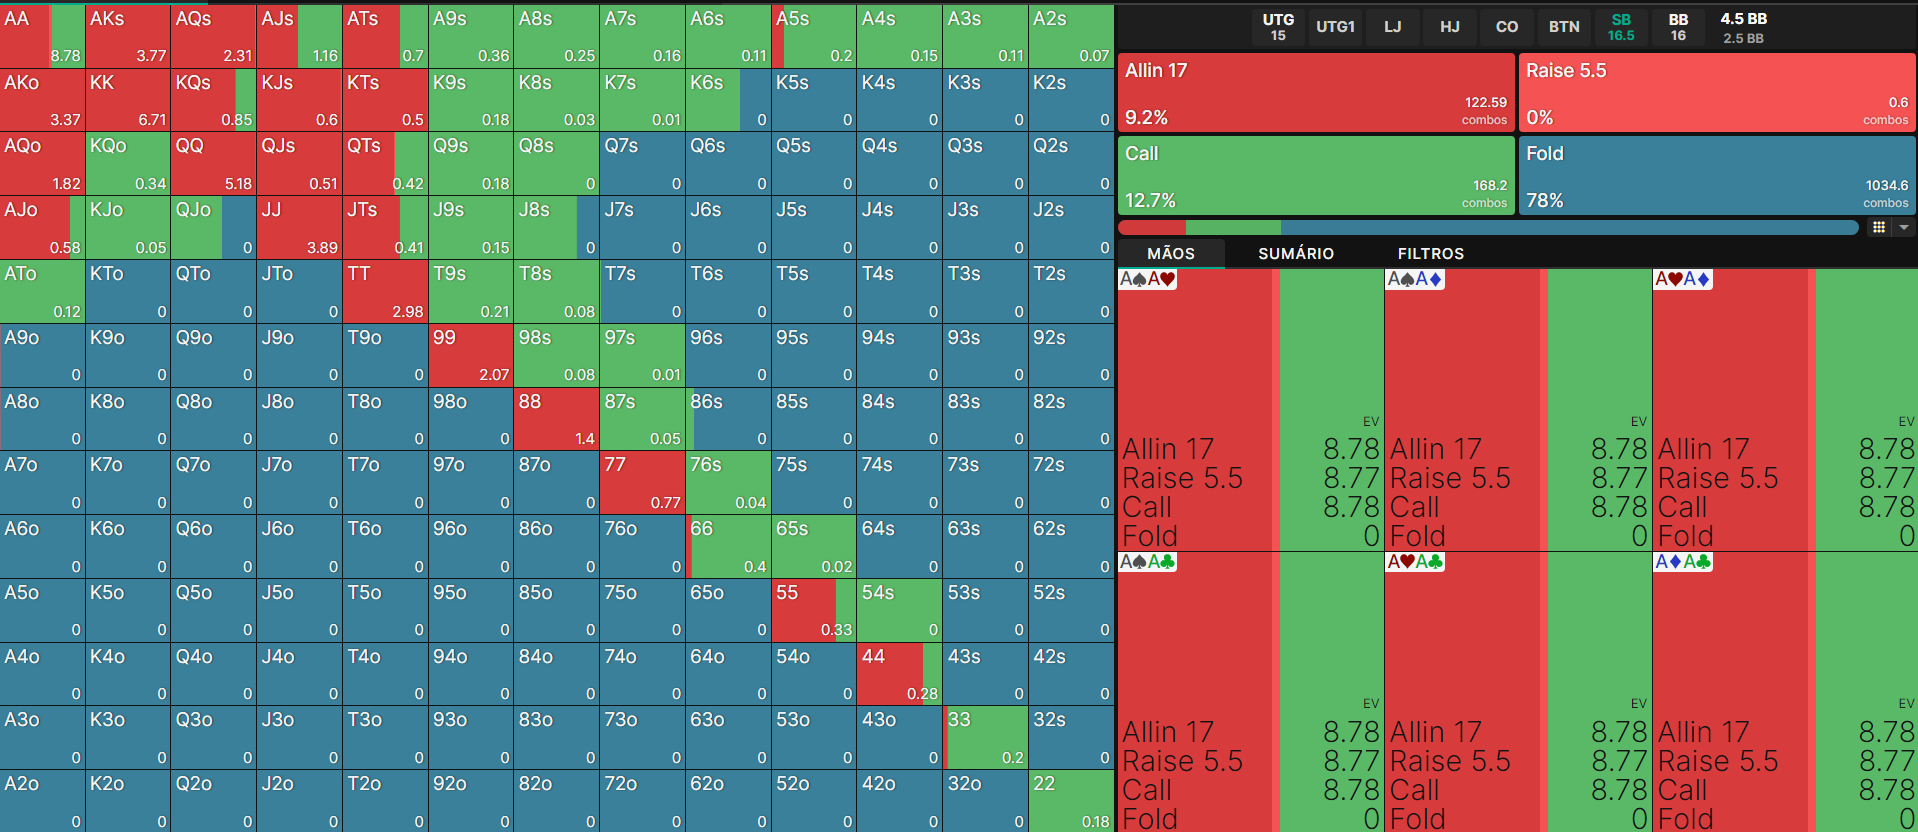 AA AKs AQs AJs ATs A9s A8s A7s A6s A5s A4s A3s A2s
8.78 3.77 2.31 1.16 0.7 0.36 0.25 0.16 0.11 0.2 0.15 0.11 0.07
AKo KK KQs KJs KTs K9s K8s K7s K6s K5s K4s K3s K2s
3.37 6.71 0.85 0.6 0.5 0.18 0.03 0.01 0 0 0 0 0
AQo KQo QQ QJs QTs Q9s Q8s Q7s Q6s Q5s Q4s Q3s Q2s
1.82 0.34 5.18 0.51 0.42 0.18 0 0 0 0 0 0 0
AJo KJo QJo JJ JTs J9s J8s J7s J6s J5s J4s J3s J2s
0.58 0.05 0 3.89 0.41 0.15 0 0 0 0 0 0 0
ATo KTo QTo JTo TT T9s T8s T7s T6s T5s T4s T3s T2s
0.12 0 0 0 2.98 0.21 0.08 0 0 0 0 0 0
A9o K9o Q9o J9o T9o 99 98s 97s 96s 95s 94s 93s 92s
0 0 0 0 0 2.07 0.08 0.01 0 0 0 0 0
A8o K8o Q8o J8o T8o 98o 88 87s 86s 85s 84s 83s 82s
0 0 0 0 0 0 1.4 0.05 0 0 0 0 0
A7o K7o Q7o J7o T7o 97o 87o 77 76s 75s 74s 73s 72s
0 0 0 0 0 0 0 0.77 0.04 0 0 0 0
A6o K6o Q6o J6o T6o 96o 86o 76o 66 65s 64s 63s 62s
0 0 0 0 0 0 0 0 0.4 0.02 0 0 0
A5o K5o Q5o J5o T5o 95o 85o 75o 65o 55 54s 53s 52s
0 0 0 0 0 0 0 0 0 0.33 0 0 0
A4o K4o Q4o J4o T4o 94o 84o 74o 64o 54o 44 43s 42s
0 0 0 0 0 0 0 0 0 0 0.28 0 0
A3o K3o Q3o J3o T3o 93o 83o 73o 63o 53o 43o 33 32s
0 0 0 0 0 0 0 0 0 0 0 0.2 0
A2o K2o Q2o J2o T2o 92o 82o 72o 62o 52o 42o 32o 22
0 0 0 0 0 0 0 0 0 0 0 0 0.18
UTG UTG1 LJ HJ CO BTN SB BB 4.5 BB
15 16.5 16 2.5 BB
Allin 17 Raise 5.5
122.59 0.6
9.2% combos 0% combos
Call Fold
168.2 1034.6
12.7% combos 78% combos
MÃOS SUMÁRIO FILTROS
A♠A♥ A♠A♦ A♥A♦
EV EV EV
Allin 17 8.78 Allin 17 8.78 Allin 17 8.78
Raise 5.5 8.77 Raise 5.5 8.77 Raise 5.5 8.77
Call 8.78 Call 8.78 Call 8.78
Fold 0 Fold 0 Fold 0
A♠A♣ A♥A♣ A♦A♣
EV EV EV
Allin 17 8.78 Allin 17 8.78 Allin 17 8.78
Raise 5.5 8.77 Raise 5.5 8.77 Raise 5.5 8.77
Call 8.78 Call 8.78 Call 8.78
Fold 0 Fold 0 Fold 0